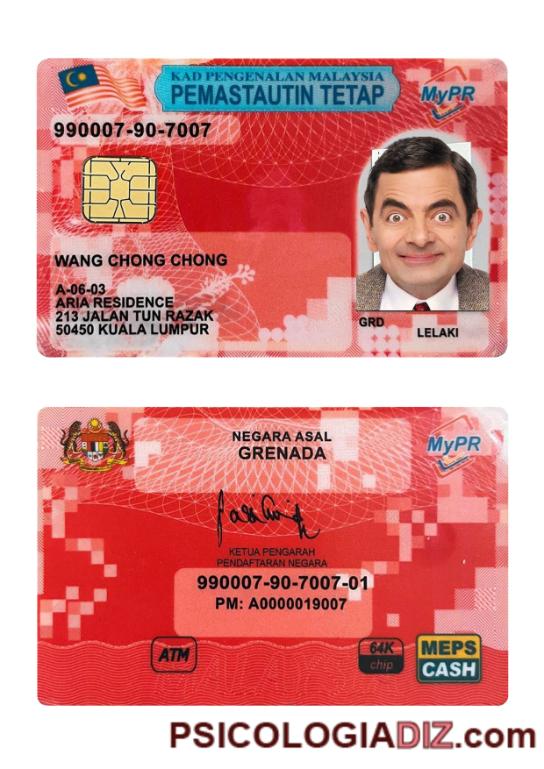 KAD PENGENALAN MALAYSIA
PEMASTAUTIN TETAP
MyPR
990007-90-7007
WANG CHONG CHONG
A-06-03
ARIA RESIDENCE
213 JALAN TUN RAZAK
50450 KUALA LUMPUR
GRD
LELAKI
NEGARA ASAL
GRENADA
MyPR
KETUA PENGARAH
PENDAFTARAN NEGARA
990007-90-7007-01
PM: A0000019007
ATM
64K
chip
MEPS
CASH
PSICOLOGIADIZ.com